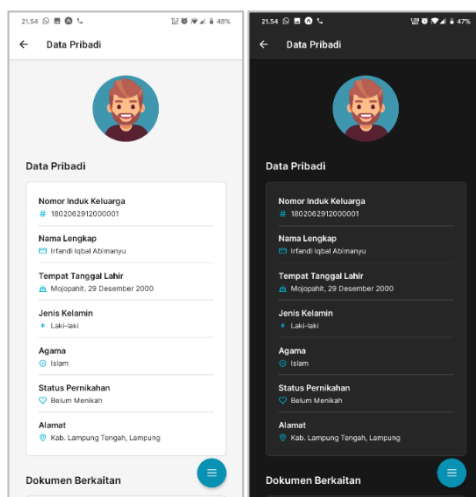 21.54
48%
Data Pribadi
Data Pribadi
Nomor Induk Keluarga
# 1802062912000001
Nama Lengkap
Irfandi Iqbal Abimanyu
Tempat Tanggal Lahir
Mojopahit, 29 Desember 2000
Jenis Kelamin
Laki-laki
Agama
Islam
Status Pernikahan
Belum Menikah
Alamat
Kab. Lampung Tengah, Lampung
Dokumen Berkaitan
21.54
47%
Data Pribadi
Data Pribadi
Nomor Induk Keluarga
# 1802062912000001
Nama Lengkap
Irfandi Iqbal Abimanyu
Tempat Tanggal Lahir
Mojopahit, 29 Desember 2000
Jenis Kelamin
Laki-laki
Agama
Islam
Status Pernikahan
Belum Menikah
Alamat
Kab. Lampung Tengah, Lampung
Dokumen Berkaitan